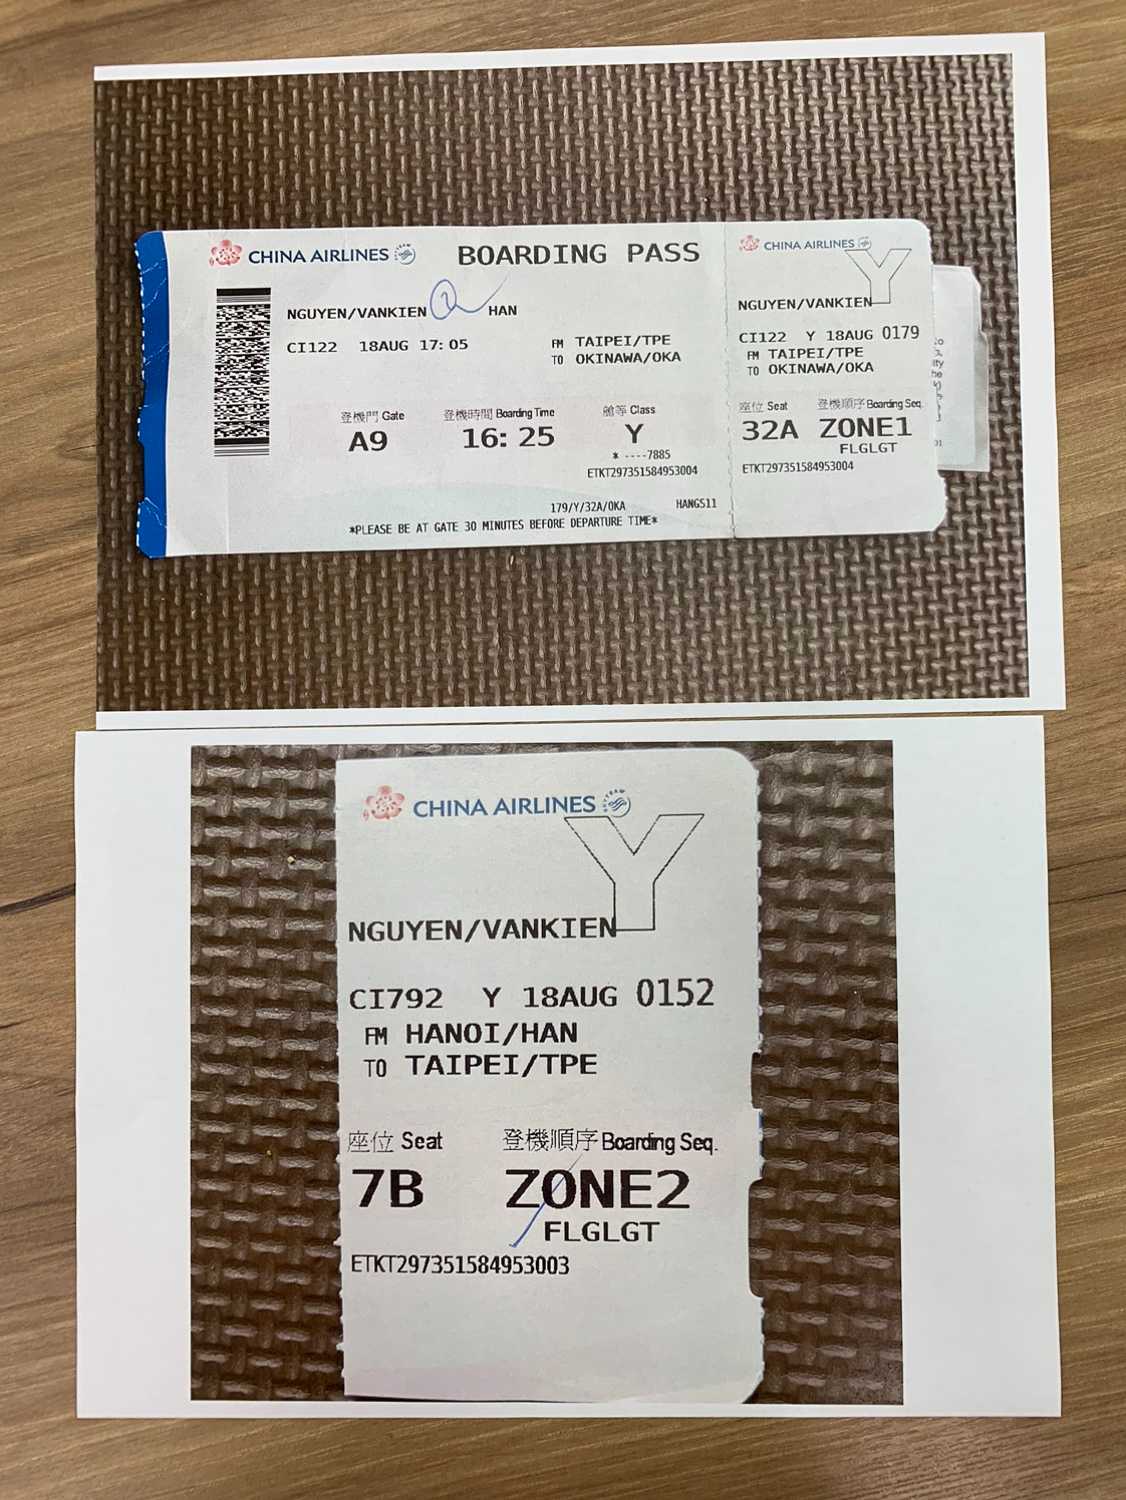 CHINA AIRLINES BOARDING PASS
NGUYEN/VANKIEN 2 HAN
CI122 18AUG 17:05
FM TAIPEI/TPE
TO OKINAWA/OKA
登機門 Gate 登機時間 Boarding Time 艙等 Class
A9 16:25 Y
* ----7885
ETKT297351584953004
179/Y/32A/OKA HANGS11
*PLEASE BE AT GATE 30 MINUTES BEFORE DEPARTURE TIME*
CHINA AIRLINES
Y
NGUYEN/VANKIEN
CI122 Y 18AUG 0179
FM TAIPEI/TPE
TO OKINAWA/OKA
座位 Seat 登機順序 Boarding Seq.
32A ZONE1
FLGLGT
ETKT297351584953004
CHINA AIRLINES
Y
NGUYEN/VANKIEN
CI792 Y 18AUG 0152
FM HANOI/HAN
TO TAIPEI/TPE
座位 Seat 登機順序 Boarding Seq.
7B ZONE2
FLGLGT
ETKT297351584953003